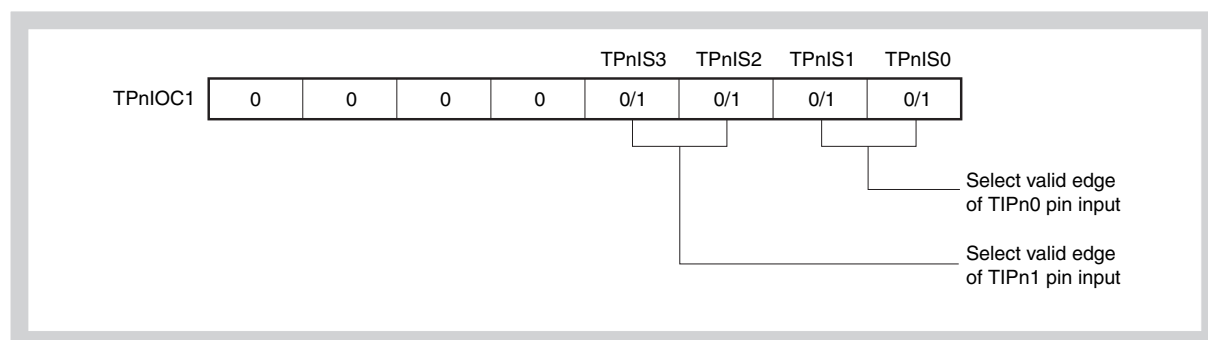 TPnIS3 TPnIS2 TPnIS1 TPnIS0
TPnIOC1 0 0 0 0 0/1 0/1 0/1 0/1
Select valid edge
of TIPn0 pin input
Select valid edge
of TIPn1 pin input